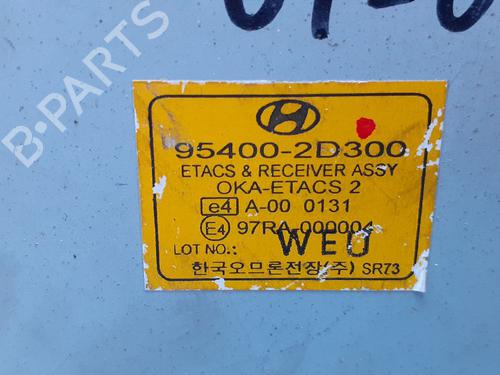 95400-2D300
ETACS & RECEIVER ASSY
OKA-ETACS 2
e4 A-00 0131
E4 97RA-000004
LOT NO.: WEU
한국오므론전장(주) SR73
B-PARTS